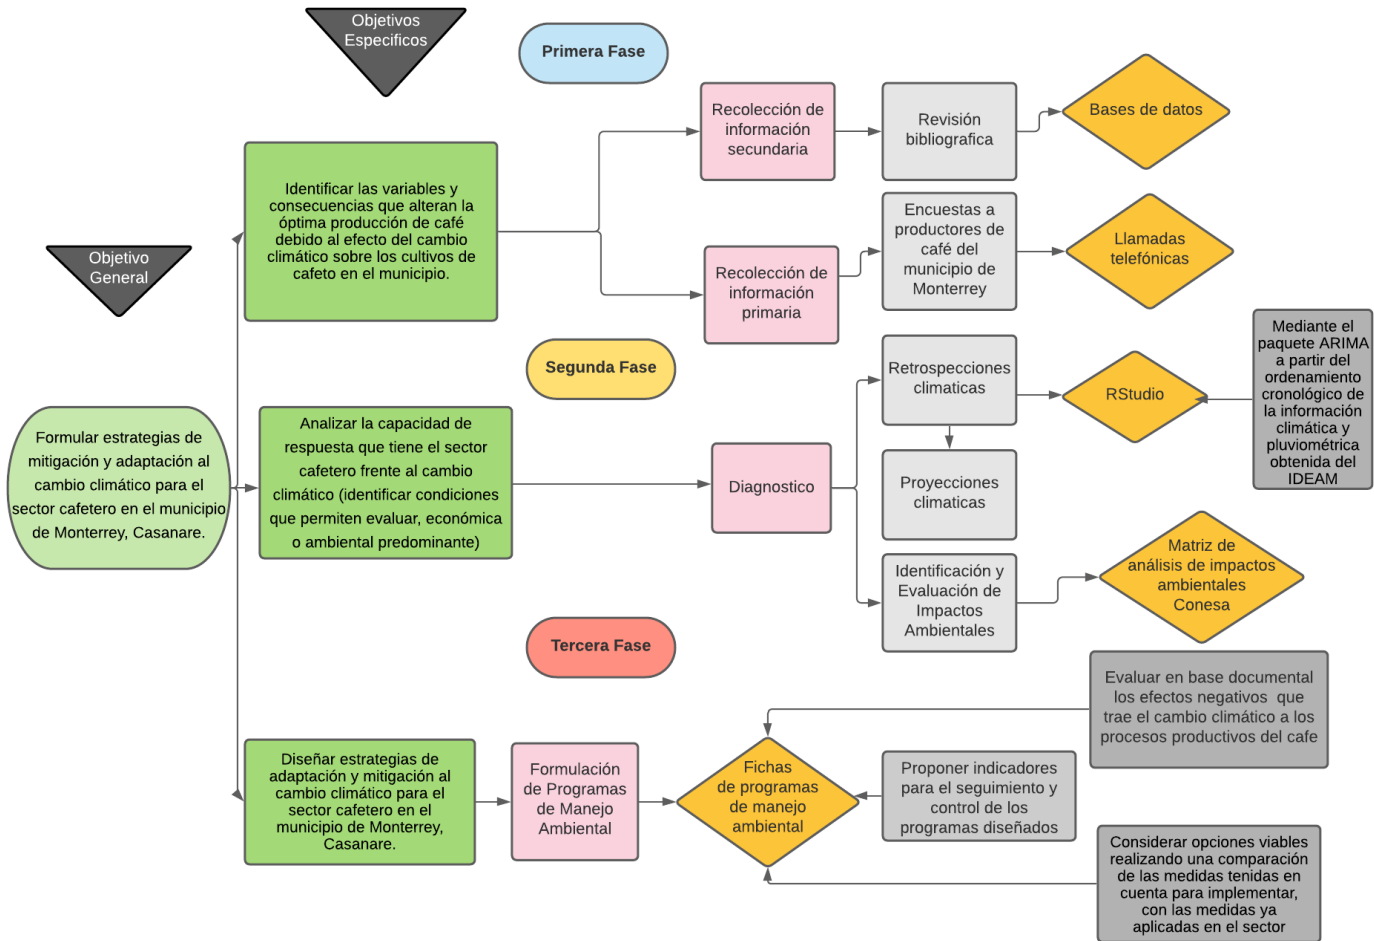 Objetivos
Especificos
Primera Fase
Recolección de
información
secundaria
Revisión
bibliografica
Bases de datos
Identificar las variables y
consecuencias que alteran la
óptima producción de café
debido al efecto del cambio
climático sobre los cultivos de
cafeto en el municipio.
Recolección de
información
primaria
Encuestas a
productores de
café del
municipio de
Monterrey
Llamadas
telefónicas
Objetivo
General
Segunda Fase
Formular estrategias de
mitigación y adaptación al
cambio climático para el
sector cafetero en el municipio
de Monterrey, Casanare.
Analizar la capacidad de
respuesta que tiene el sector
cafetero frente al cambio
climático (identificar condiciones
que permiten evaluar, económica
o ambiental predominante)
Diagnostico
Retrospecciones
climaticas
RStudio
Mediante el
paquete ARIMA
a partir del
ordenamiento
cronológico de
la información
climática y
pluviométrica
obtenida del
IDEAM
Proyecciones
climaticas
Identificación y
Evaluación de
Impactos
Ambientales
Matriz de
análisis de impactos
ambientales
Conesa
Tercera Fase
Diseñar estrategias de
adaptación y mitigación al
cambio climático para el
sector cafetero en el
municipio de Monterrey,
Casanare.
Formulación
de Programas
de Manejo
Ambiental
Fichas
de programas
de manejo
ambiental
Evaluar en base documental
los efectos negativos  que
trae el cambio climático a los
procesos productivos del cafe
Proponer indicadores
para el seguimiento y
control de los
programas diseñados
Considerar opciones viables
realizando una comparación
de las medidas tenidas en
cuenta para implementar,
con las medidas ya
aplicadas en el sector